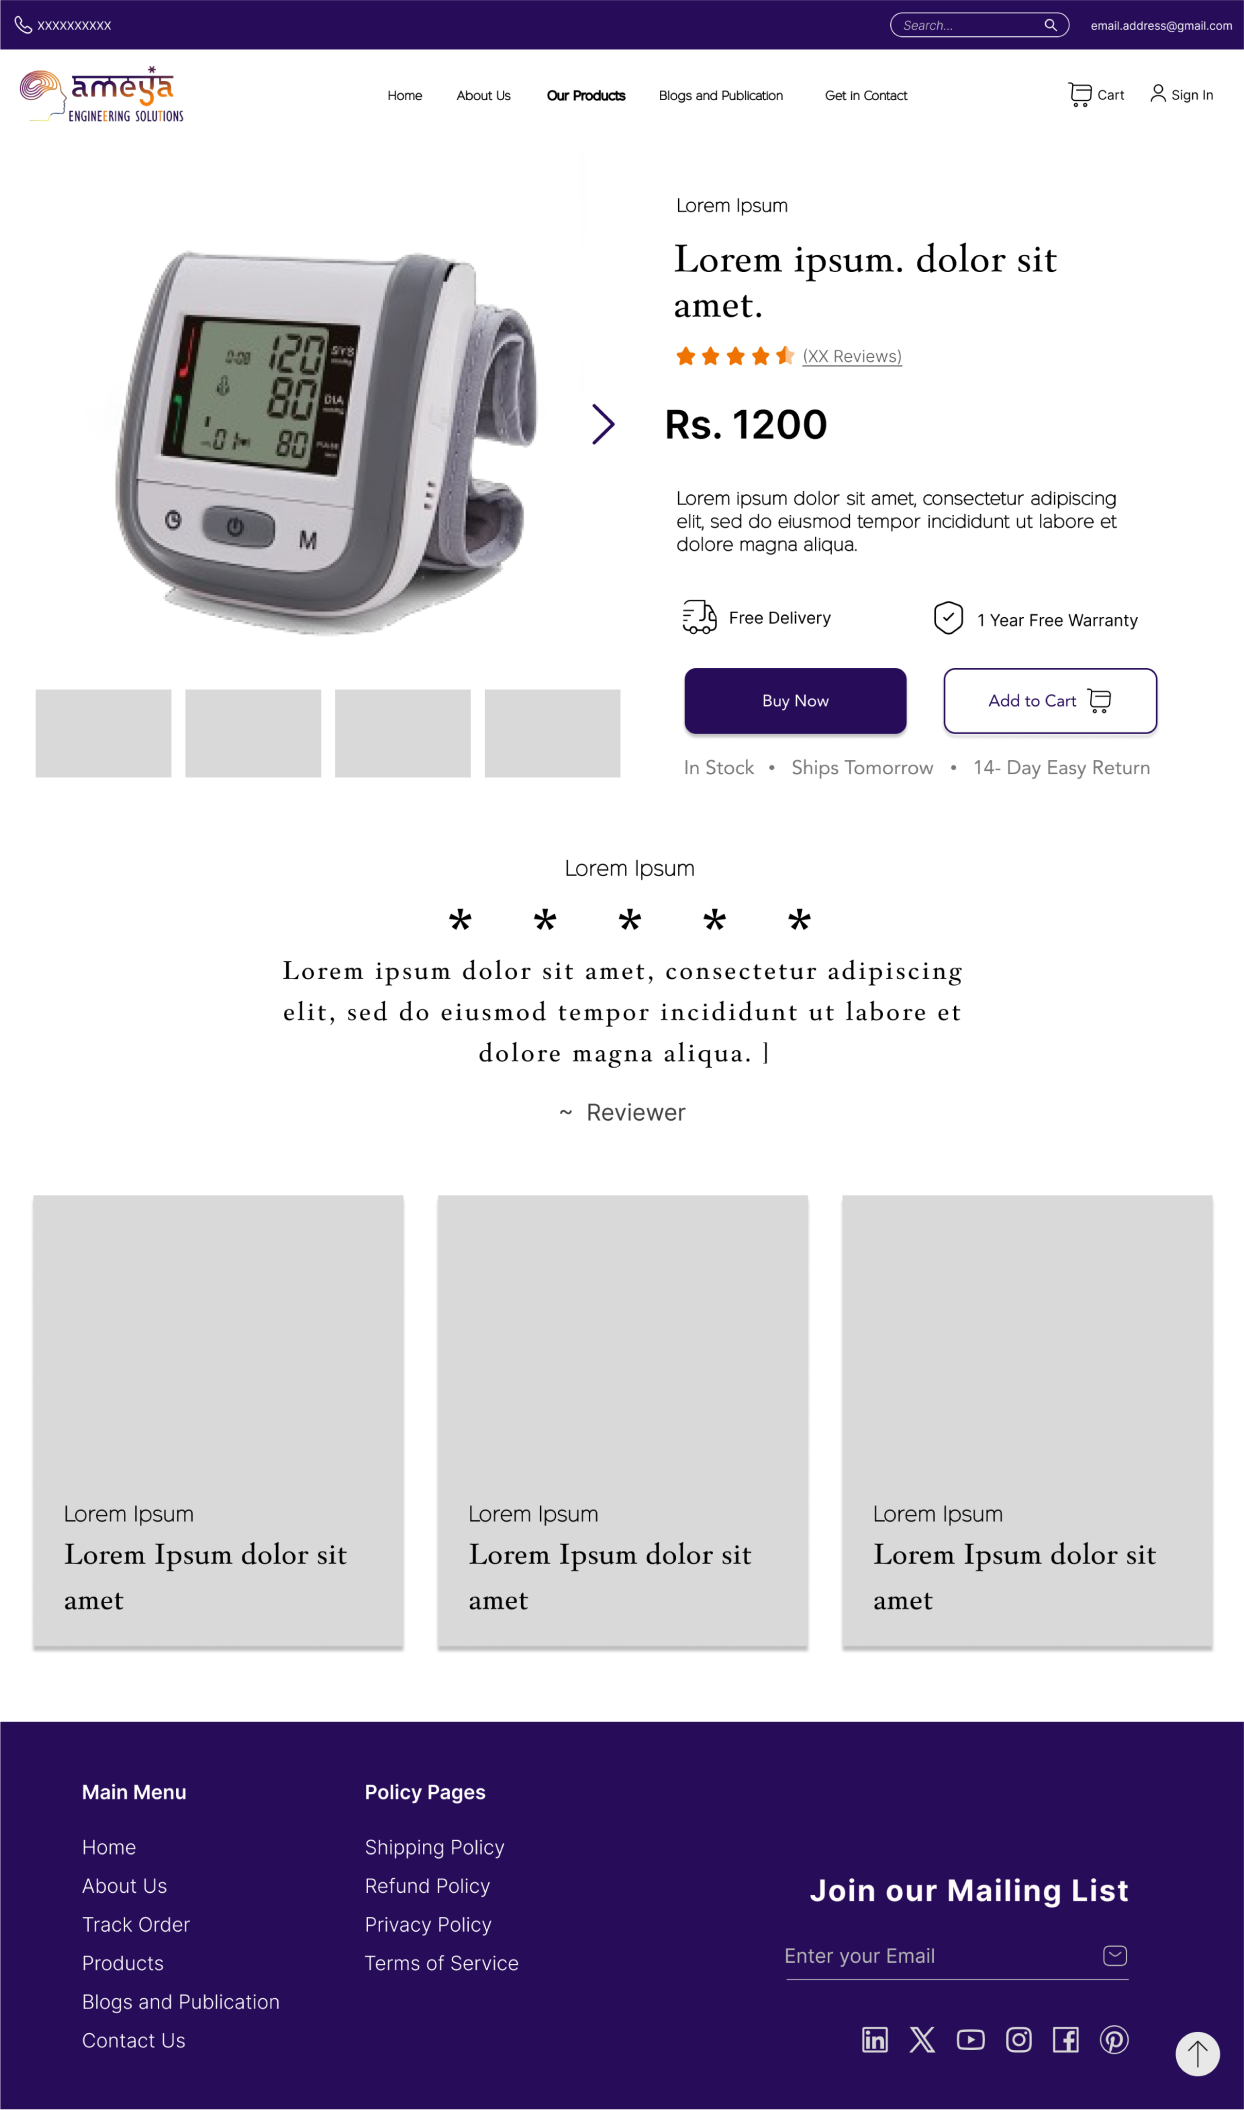 XXXXXXXXXX
Search...
email.address@gmail.com
ameya
ENGINEERING SOLUTIONS
Home
About Us
Our Products
Blogs and Publication
Get in Contact
Cart
Sign In
Lorem Ipsum
Lorem ipsum. dolor sit
amet.
(XX Reviews)
Rs. 1200
Lorem ipsum dolor sit amet, consectetur adipiscing
elit, sed do eiusmod tempor incididunt ut labore et
dolore magna aliqua.
Free Delivery
1 Year Free Warranty
Buy Now
Add to Cart
In Stock • Ships Tomorrow • 14- Day Easy Return
0:08 120 SYS
mmHg
80 DIA
mmHg
01 80 PULSE
M
Lorem Ipsum
* * * * *
Lorem ipsum dolor sit amet, consectetur adipiscing
elit, sed do eiusmod tempor incididunt ut labore et
dolore magna aliqua. ]
~ Reviewer
Lorem Ipsum
Lorem Ipsum dolor sit
amet
Lorem Ipsum
Lorem Ipsum dolor sit
amet
Lorem Ipsum
Lorem Ipsum dolor sit
amet
Main Menu
Home
About Us
Track Order
Products
Blogs and Publication
Contact Us
Policy Pages
Shipping Policy
Refund Policy
Privacy Policy
Terms of Service
Join our Mailing List
Enter your Email